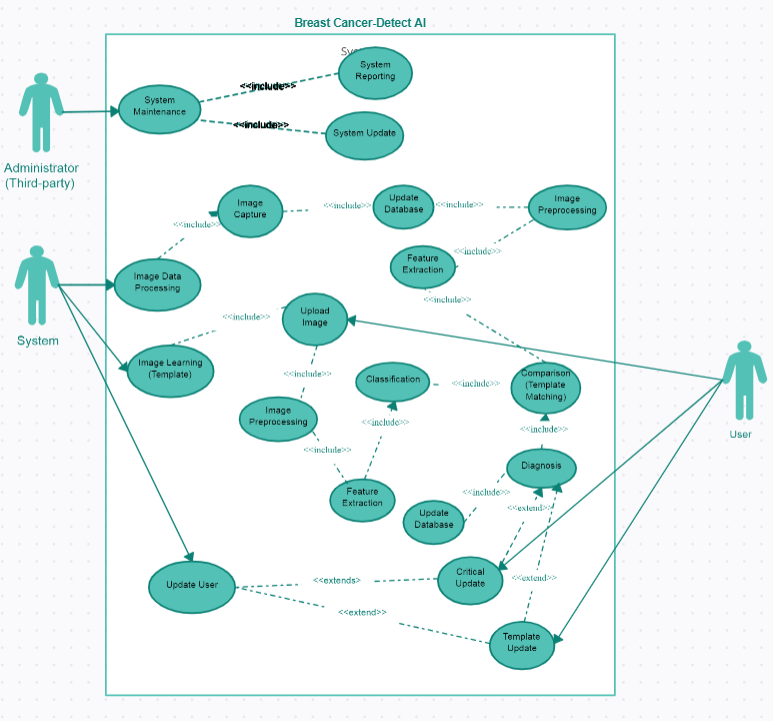 Breast Cancer-Detect AI
System
Reporting
<<include>>
System
Maintenance
<<include>>
System Update
Administrator
(Third-party)
Image
Capture
<<include>>
Update
Database
<<include>>
Image
Preprocessing
<<include>>
<<include>>
Feature
Extraction
Image Data
Processing
<<include>>
System
<<include>>
Upload
Image
Image Learning
(Template)
<<include>>
Classification
<<include>>
Comparison
(Template
Matching)
Image
Preprocessing
<<include>>
<<include>>
User
<<include>>
Diagnosis
Feature
Extraction
<<include>>
<<extend>>
Update
Database
Update User
<<extends>
Critical
Update
<<extend>>
<<extend>>
Template
Update